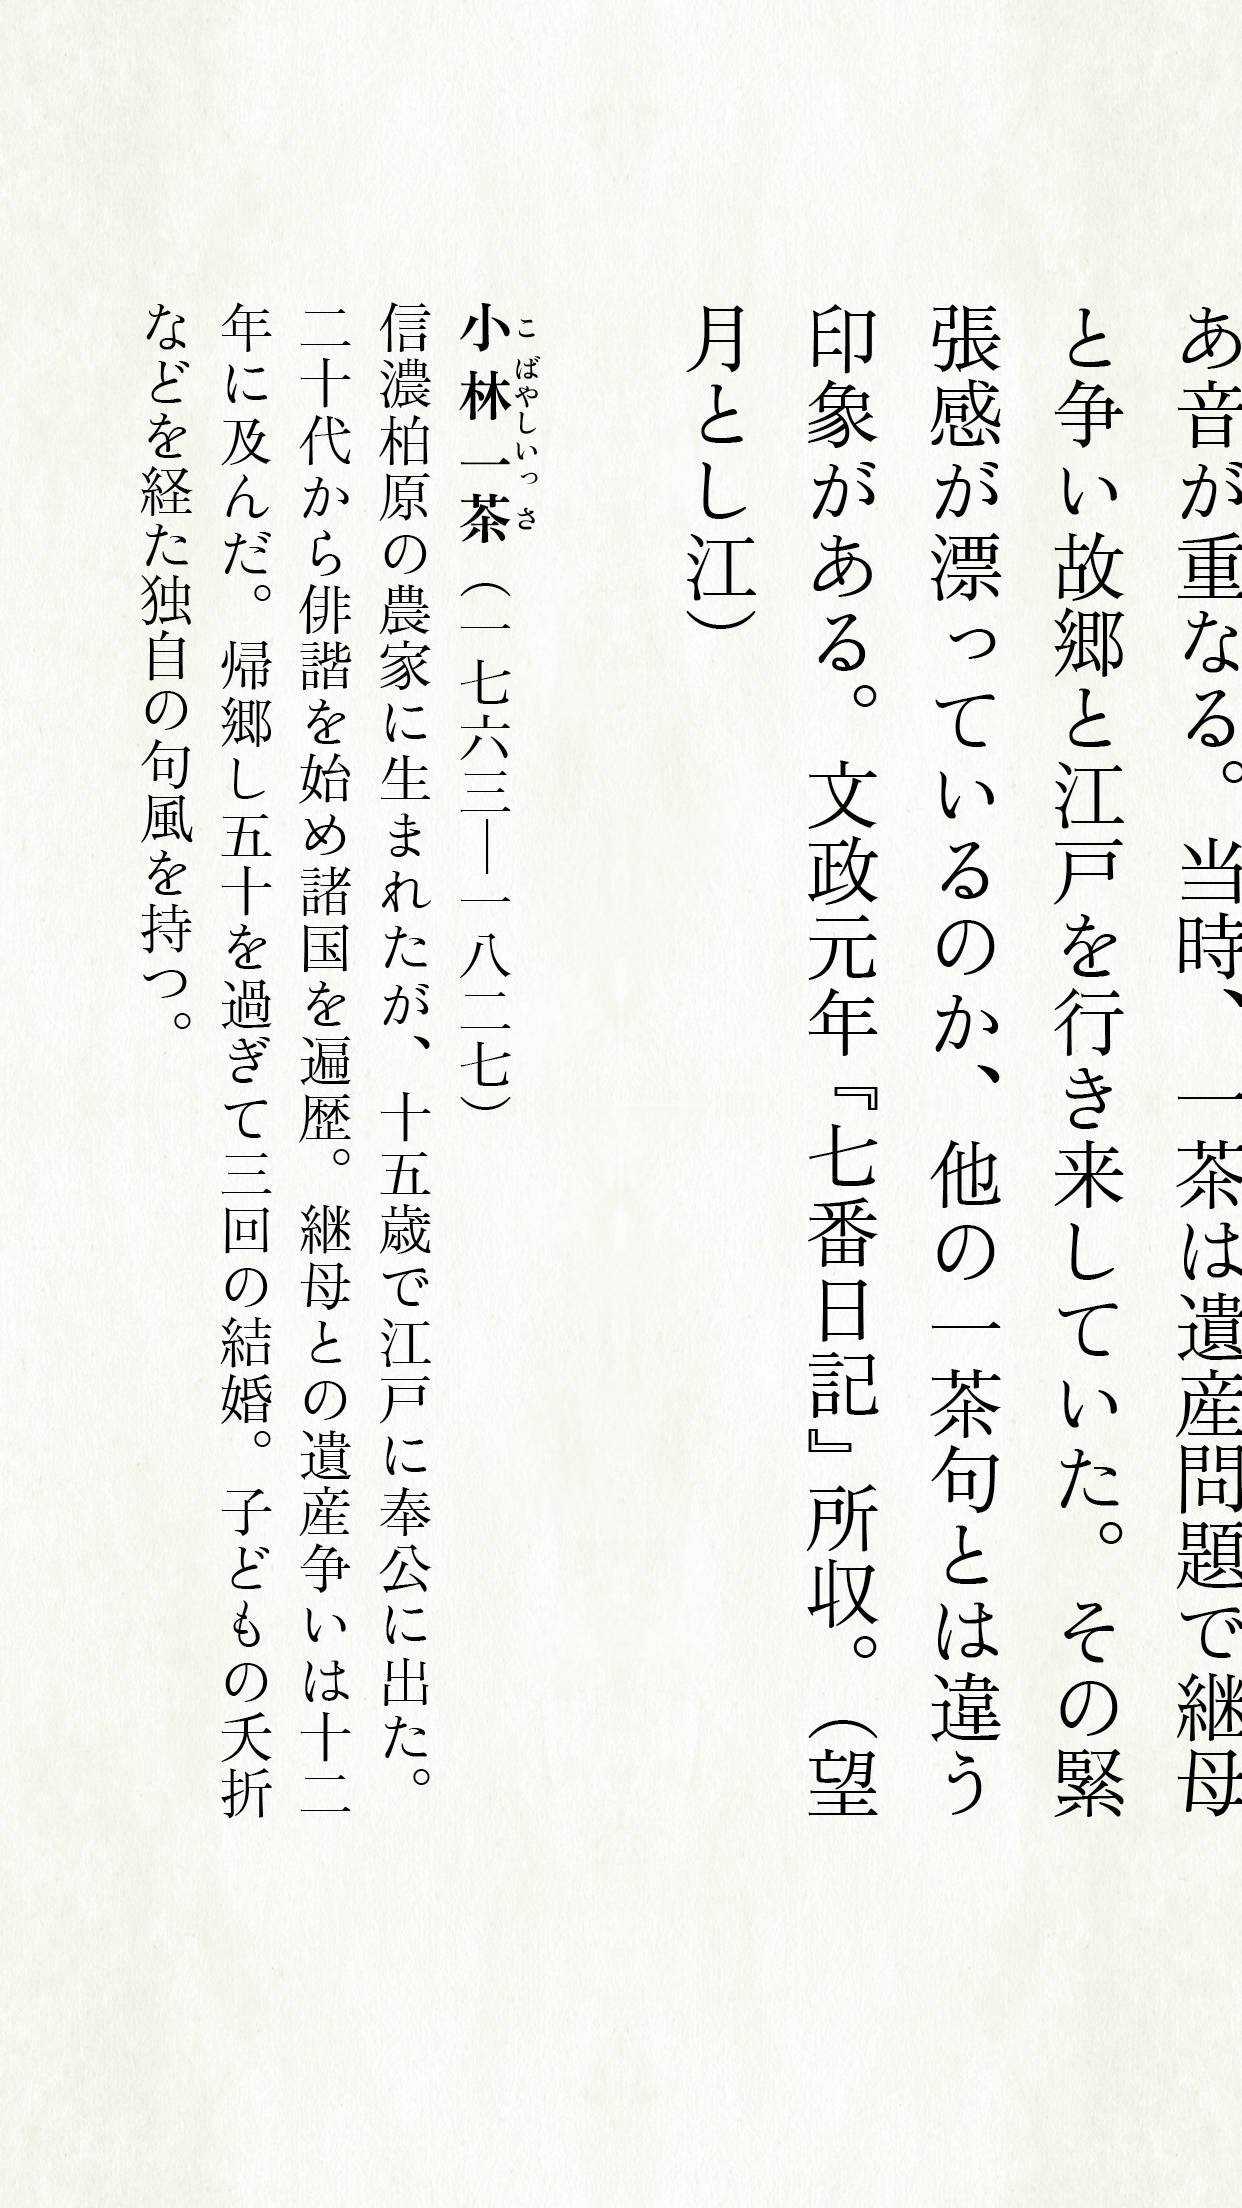 あ音が重なる。当時、一茶は遺産問題で継母
と争い故郷と江戸を行き来していた。その緊
張感が漂っているのか、他の一茶句とは違う
印象がある。文政元年『七番日記』所収。（望
月とし江）
小林一茶（一七六三―一八二七）
こばやしいっさ
信濃柏原の農家に生まれたが、十五歳で江戸に奉公に出た。
二十代から俳諧を始め諸国を遍歴。継母との遺産争いは十二
年に及んだ。帰郷し五十を過ぎて三回の結婚。子どもの夭折
などを経た独自の句風を持つ。